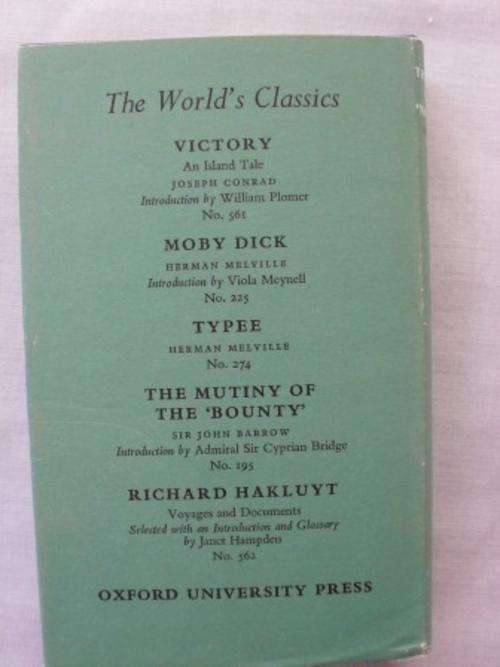 The World's Classics
VICTORY
An Island Tale
JOSEPH CONRAD
Introduction by William Plomer
No. 561
MOBY DICK
HERMAN MELVILLE
Introduction by Viola Meynell
No. 225
TYPEE
HERMAN MELVILLE
No. 274
THE MUTINY OF
THE 'BOUNTY'
SIR JOHN BARROW
Introduction by Admiral Sir Cyprian Bridge
No. 195
RICHARD HAKLUYT
Voyages and Documents
Selected with an Introduction and Glossary
by Janet Hampden
No. 562
OXFORD UNIVERSITY PRESS